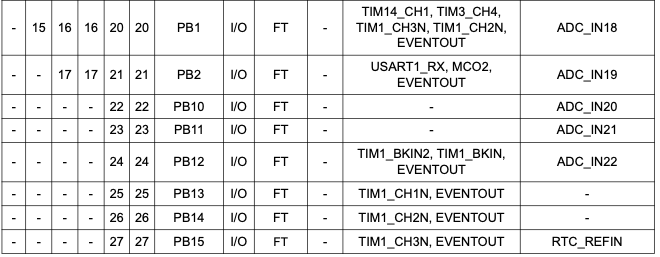 - 15 16 16 20 20 PB1 I/O FT - TIM14_CH1, TIM3_CH4, TIM1_CH3N, TIM1_CH2N, EVENTOUT ADC_IN18
- - 17 17 21 21 PB2 I/O FT - USART1_RX, MCO2, EVENTOUT ADC_IN19
- - - - 22 22 PB10 I/O FT - - ADC_IN20
- - - - 23 23 PB11 I/O FT - - ADC_IN21
- - - - 24 24 PB12 I/O FT - TIM1_BKIN2, TIM1_BKIN, EVENTOUT ADC_IN22
- - - - 25 25 PB13 I/O FT - TIM1_CH1N, EVENTOUT -
- - - - 26 26 PB14 I/O FT - TIM1_CH2N, EVENTOUT -
- - - - 27 27 PB15 I/O FT - TIM1_CH3N, EVENTOUT RTC_REFIN